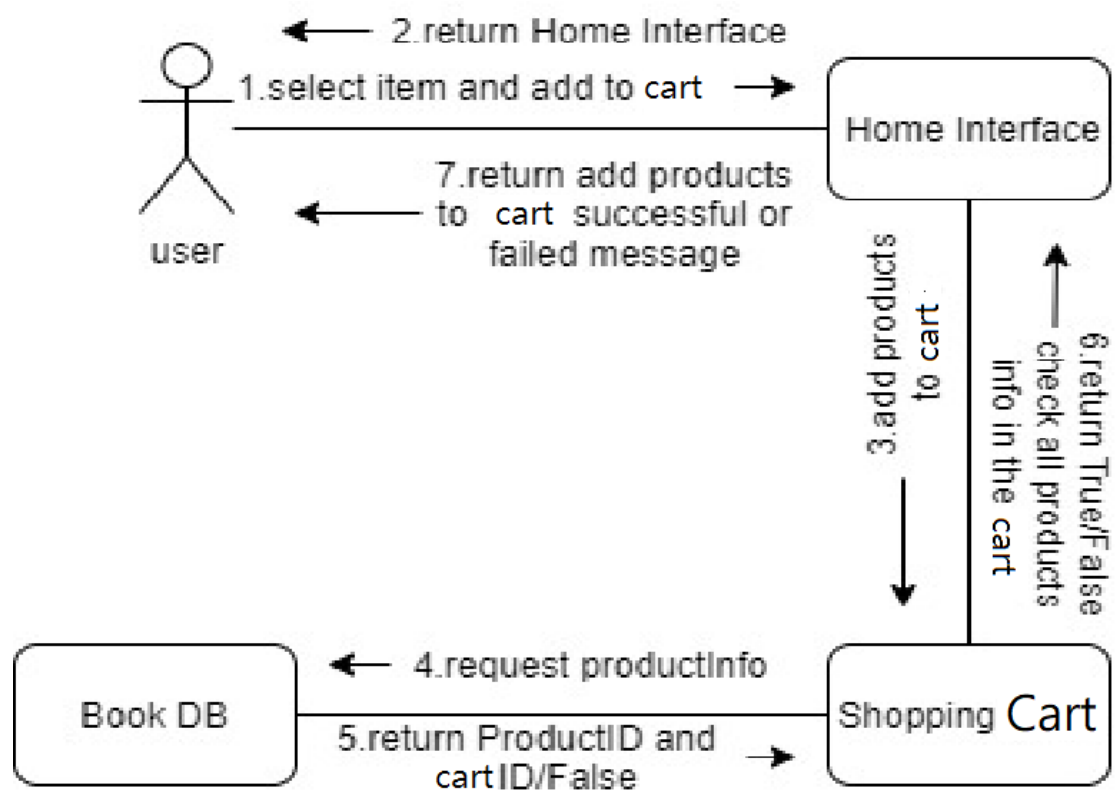 2.return Home Interface
1.select item and add to cart
Home Interface
7.return add products
to cart successful or
failed message
user
3.add products
to cart
6.return True/False
check all products
info in the cart
4.request productInfo
Book DB
Shopping Cart
5.return ProductID and
cartID/False